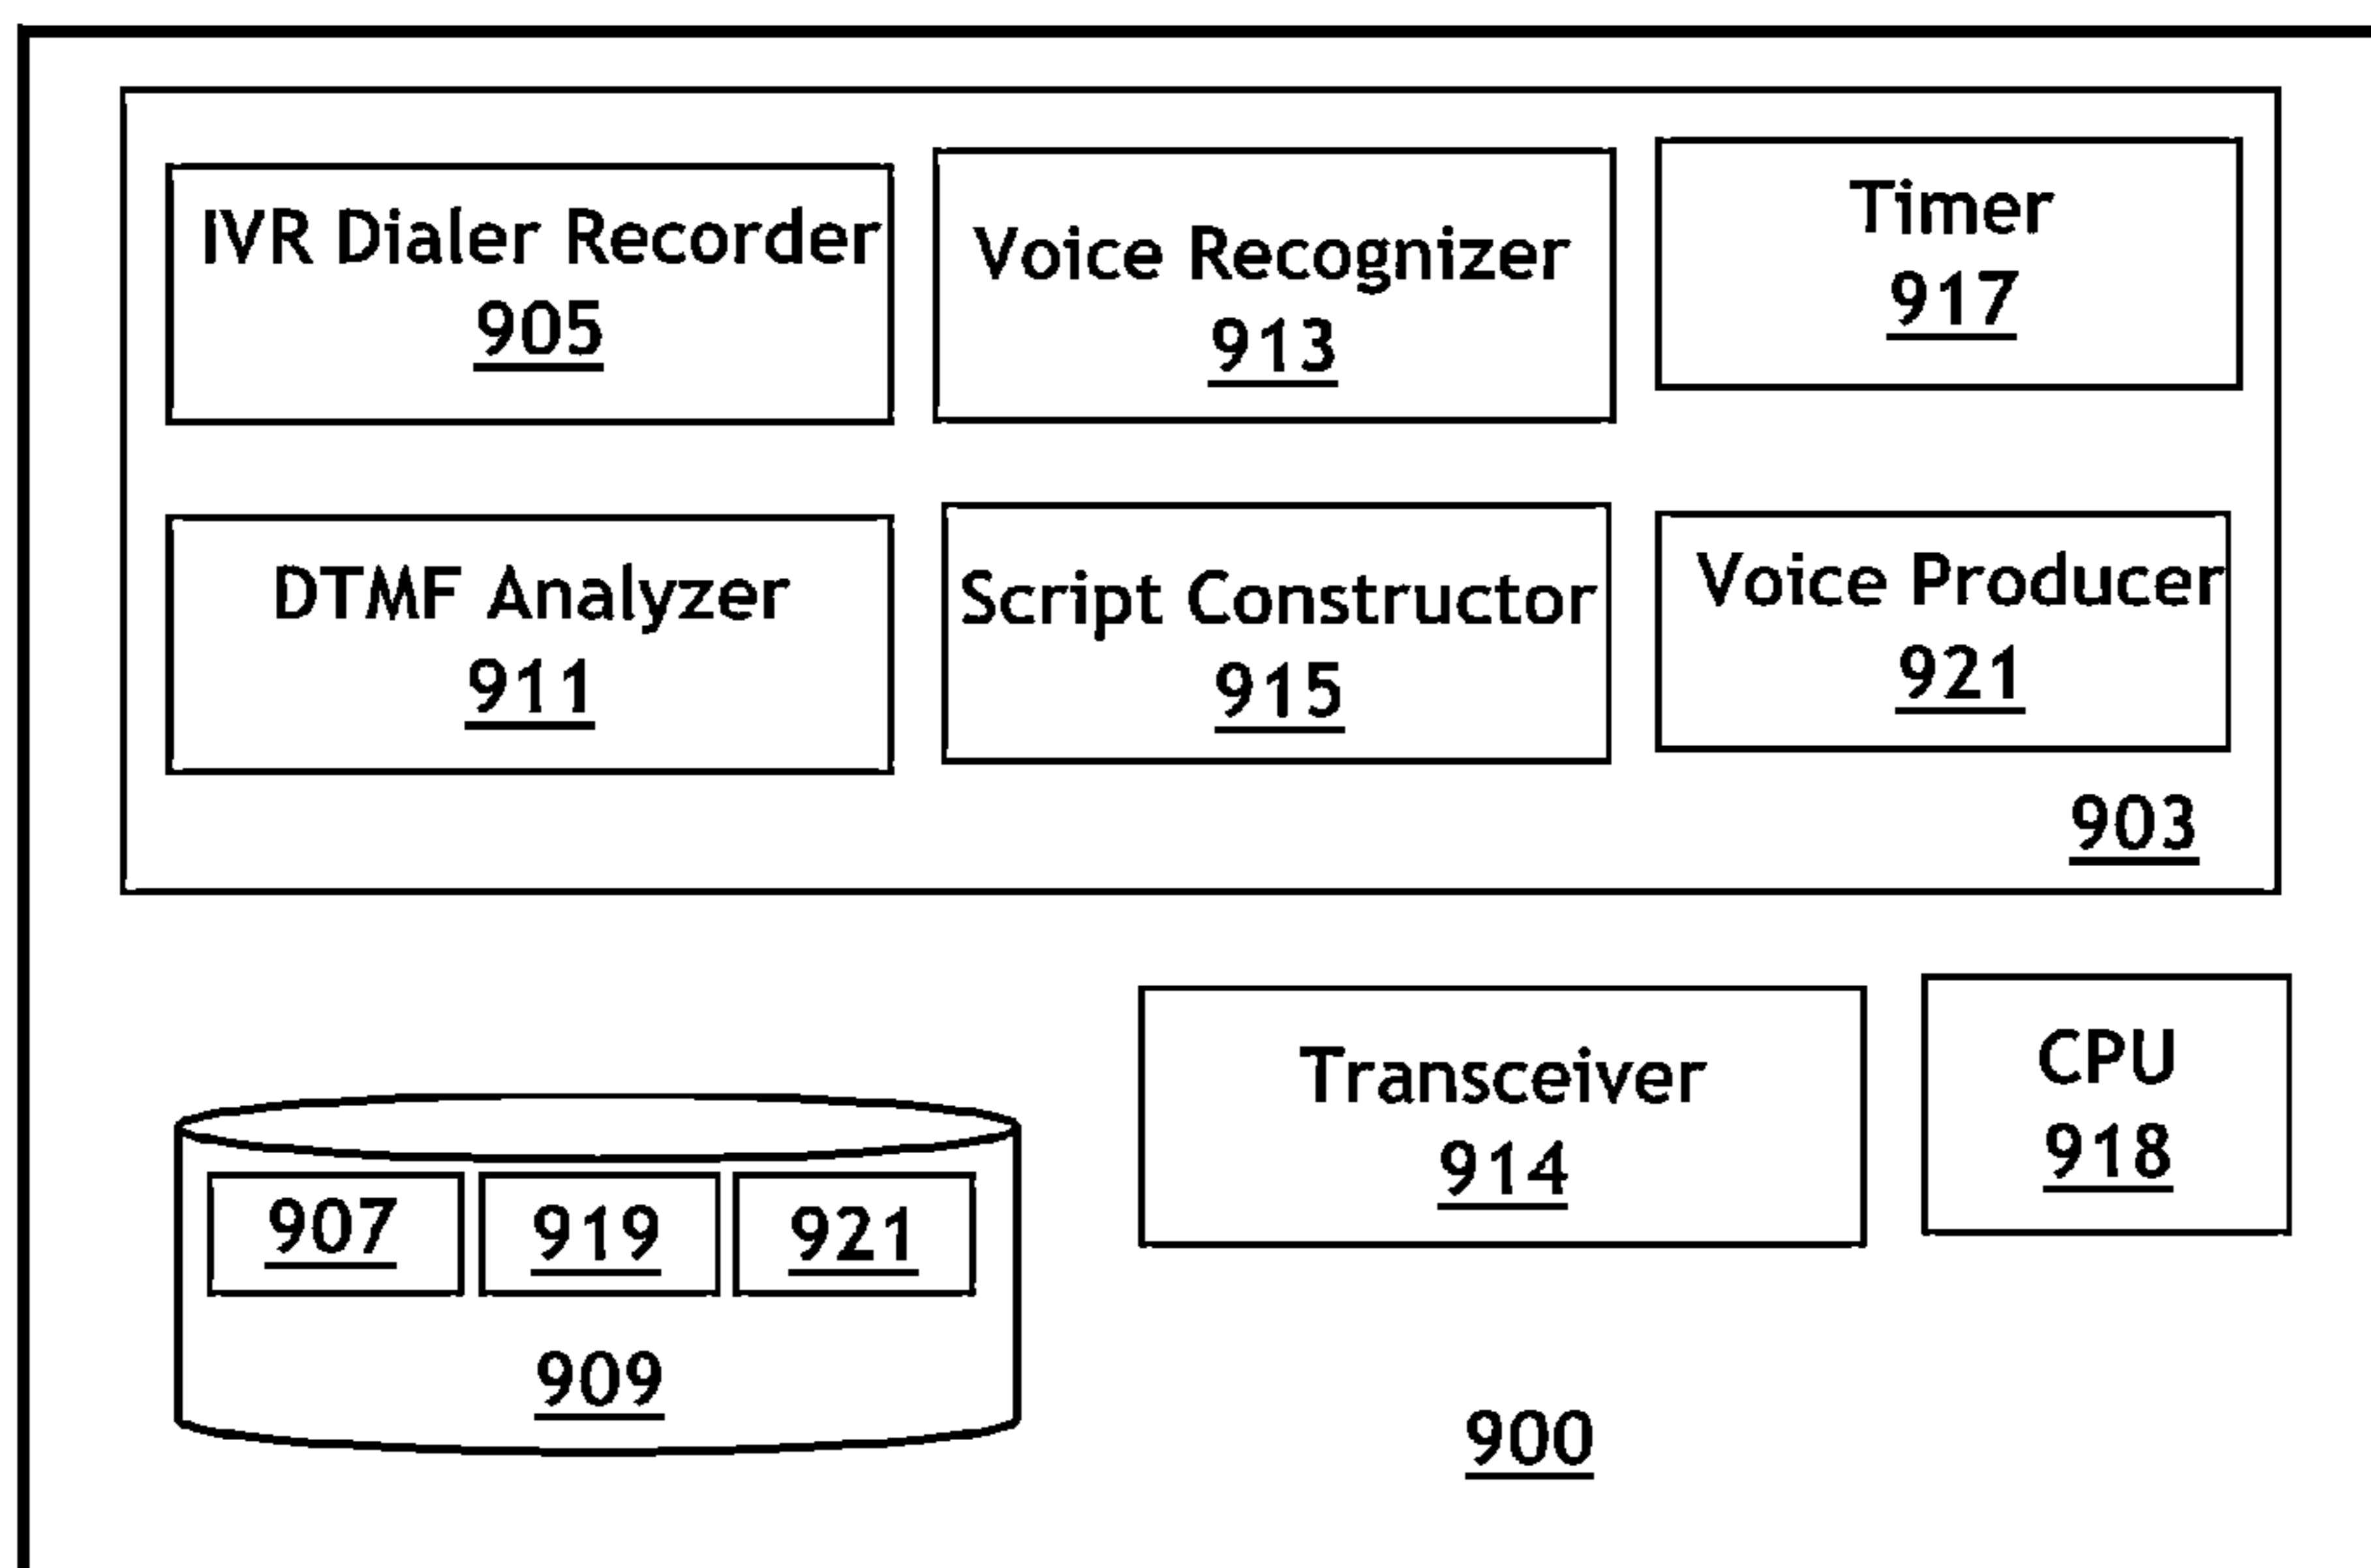 IVR Dialer Recorder
905
Voice Recognizer
913
Timer
917
DTMF Analyzer
911
Script Constructor
915
Voice Producer
921
903
Transceiver
914
CPU
918
907
919
921
909
900